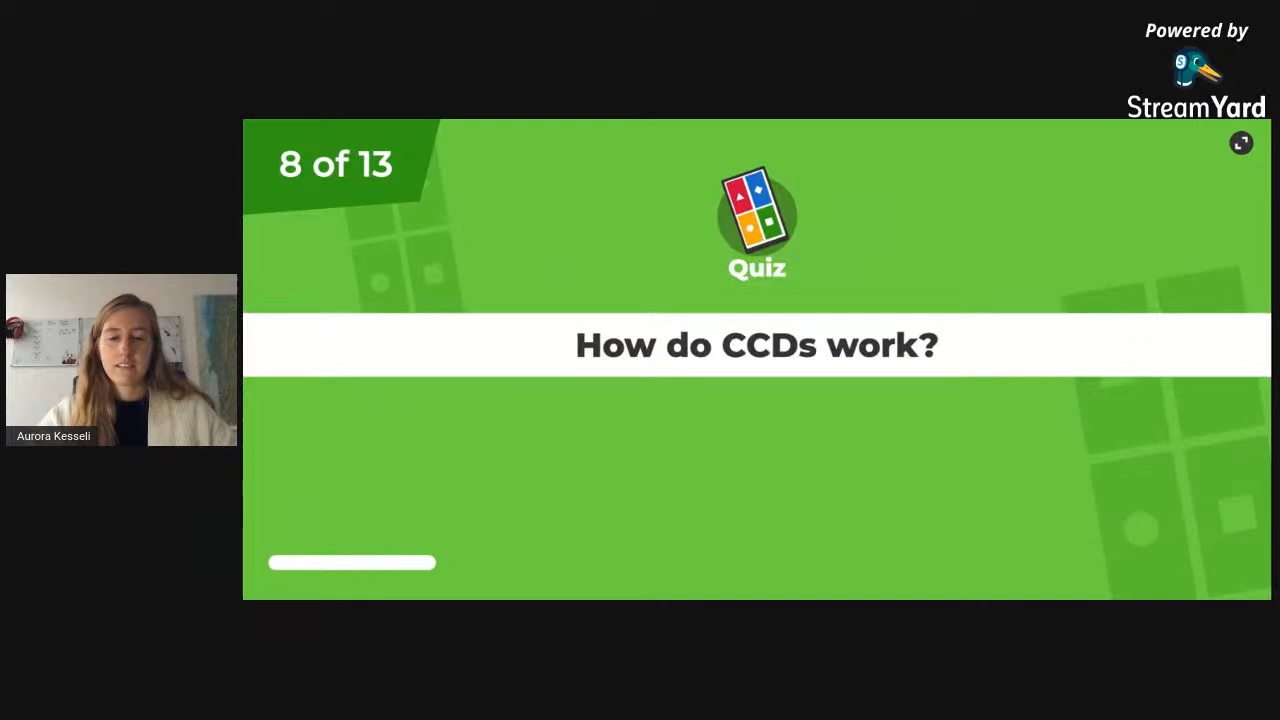 Powered by
StreamYard
8 of 13
Quiz
How do CCDs work?
Aurora Kesseli